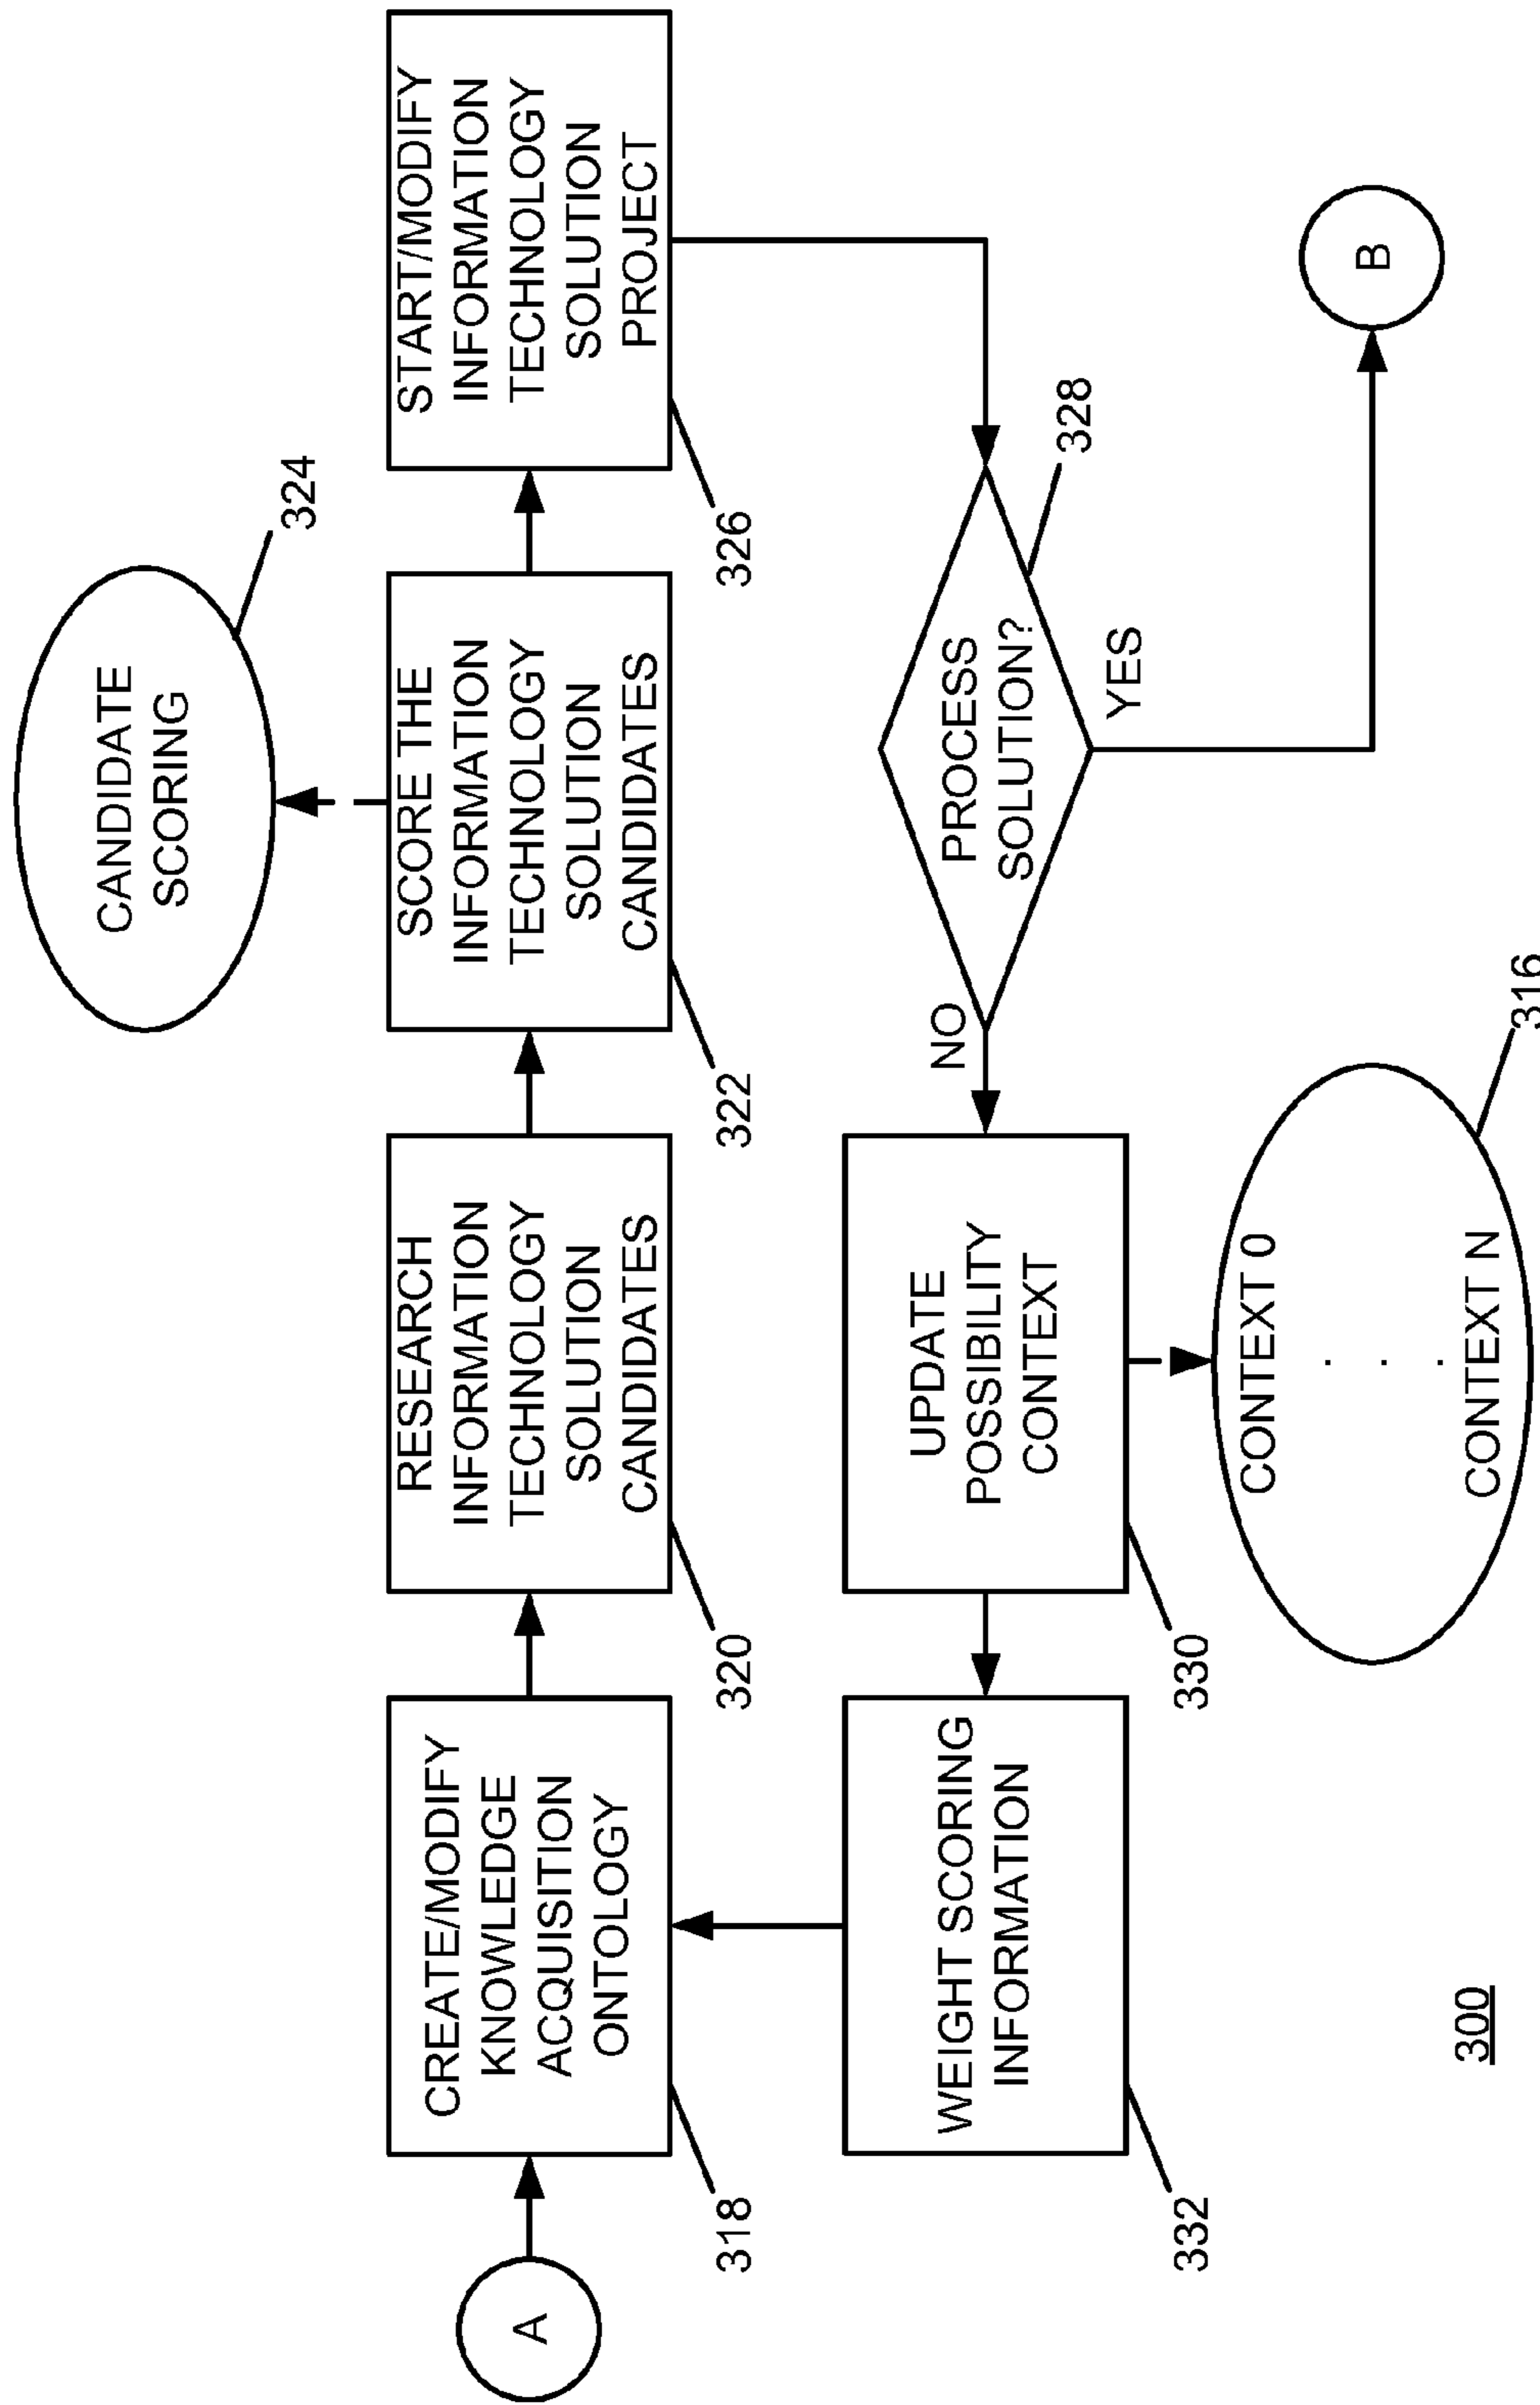 CANDIDATE
SCORING
324
A
CREATE/MODIFY
KNOWLEDGE
ACQUISITION
ONTOLOGY
318
RESEARCH
INFORMATION
TECHNOLOGY
SOLUTION
CANDIDATES
320
SCORE THE
INFORMATION
TECHNOLOGY
SOLUTION
CANDIDATES
322
START/MODIFY
INFORMATION
TECHNOLOGY
SOLUTION
PROJECT
326
WEIGHT SCORING
INFORMATION
332
UPDATE
POSSIBILITY
CONTEXT
330
NO
PROCESS
SOLUTION?
328
YES
B
CONTEXT 0
.
.
.
CONTEXT N
316
300